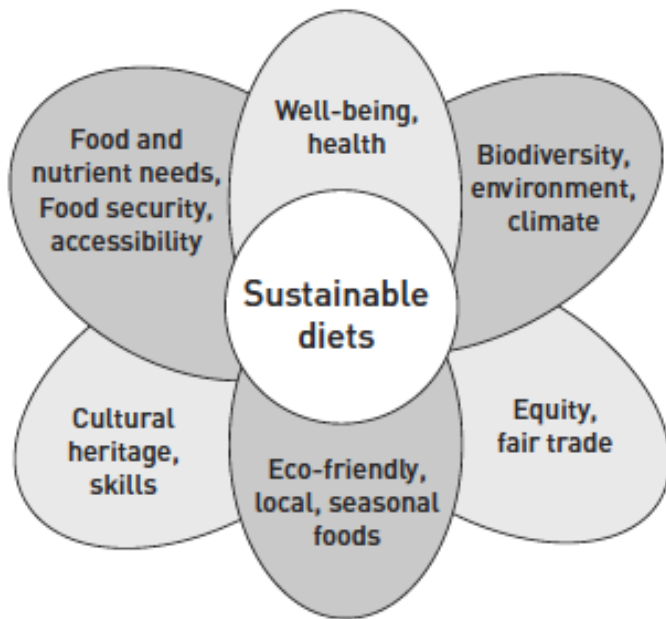 Well-being,
health
Food and
nutrient needs,
Food security,
accessibility
Biodiversity,
environment,
climate
Sustainable
diets
Cultural
heritage,
skills
Eco-friendly,
local, seasonal
foods
Equity,
fair trade